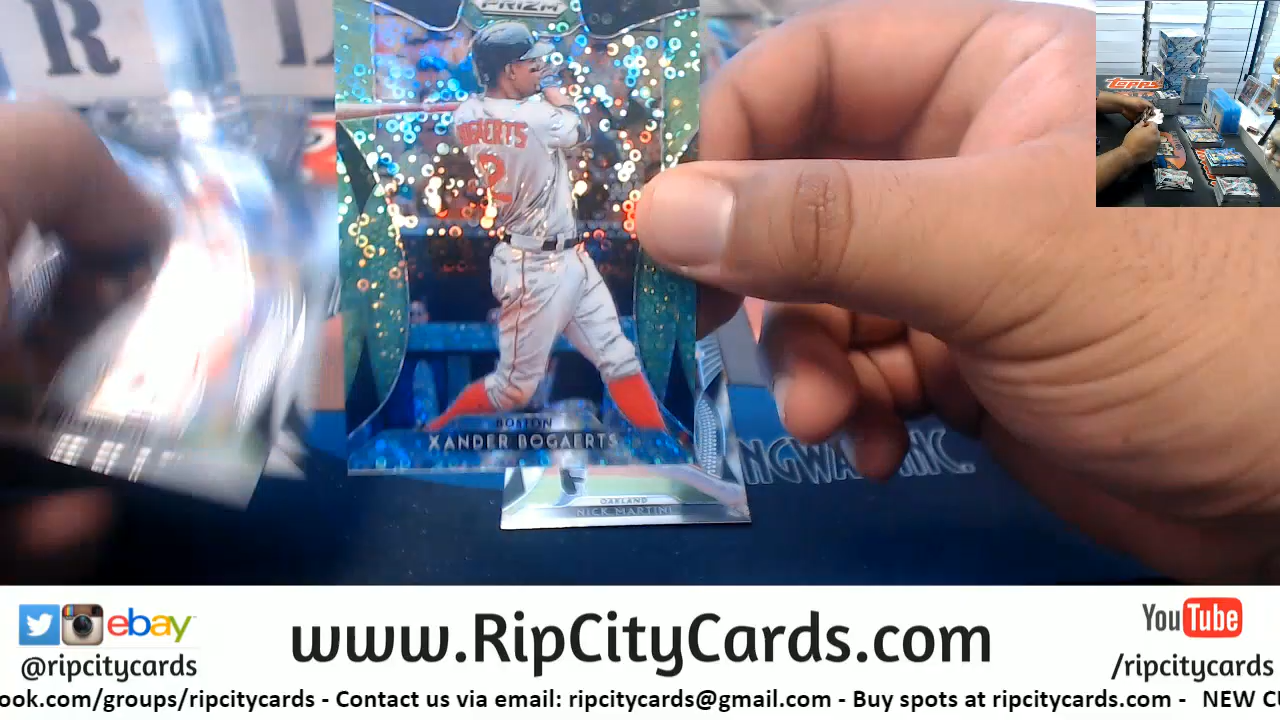 PRIZM
TOPPS
BOGAERTS
2
BOSTON
XANDER BOGAERTS
OAKLAND
NICK MARTINI
INC.
ebay
@ripcitycards
www.RipCityCards.com
YouTube
/ripcitycards
ook.com/groups/ripcitycards - Contact us via email: ripcitycards@gmail.com - Buy spots at ripcitycards.com - NEW C